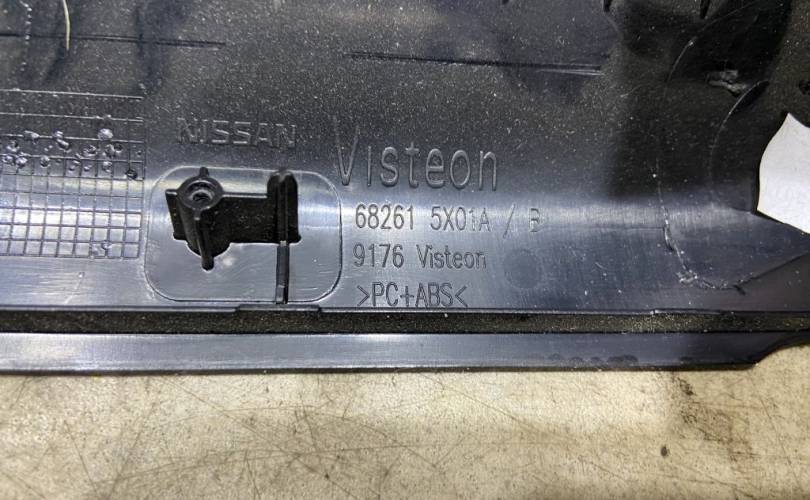 NISSAN
Visteon
68261 5X01A / B
9176 Visteon
>PC+ABS<